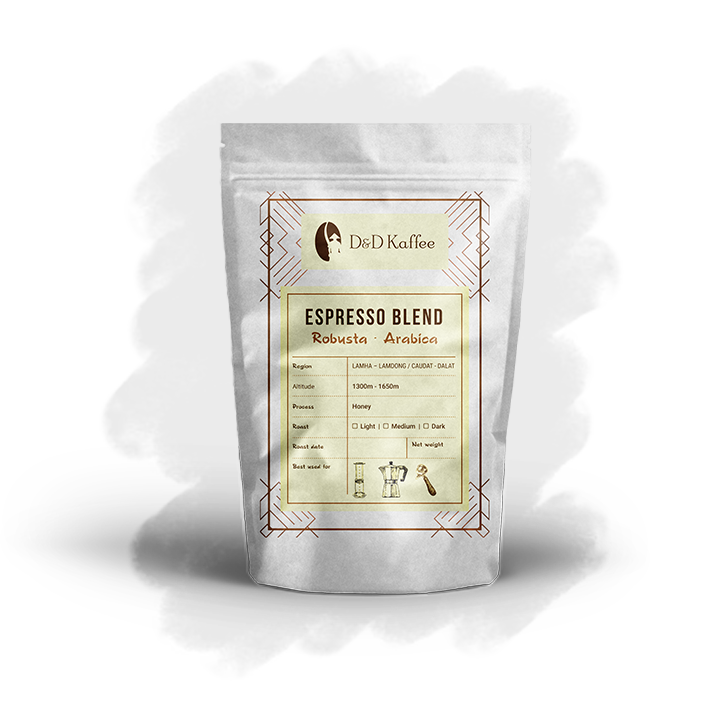 D&D Kaffee
ESPRESSO BLEND
Robusta · Arabica
Region LAMHA – LAMDONG / CAUDAT - DALAT
Altitude 1300m - 1650m
Process Honey
Roast ☐ Light | ☐ Medium | ☐ Dark
Roast date Net weight
Best used for